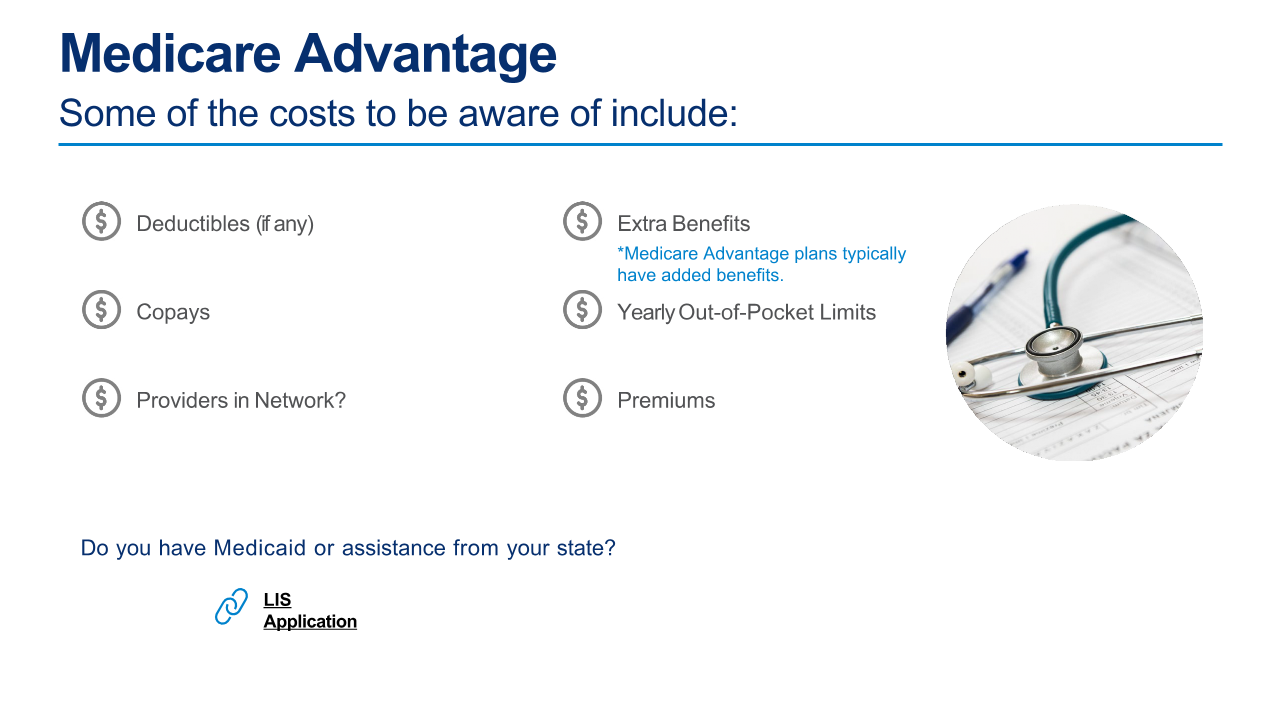 Medicare Advantage
Some of the costs to be aware of include:
Deductibles (if any)
Copays
Providers in Network?
Extra Benefits
*Medicare Advantage plans typically
have added benefits.
Yearly Out-of-Pocket Limits
Premiums
Do you have Medicaid or assistance from your state?
LIS
Application